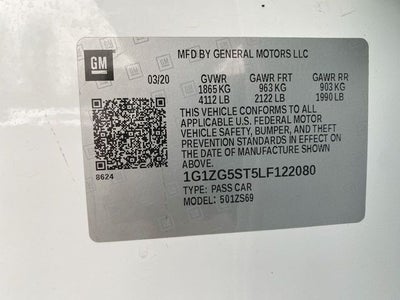 GM
MFD BY GENERAL MOTORS LLC
03/20 GVWR GAWR FRT GAWR RR
1865 KG 963 KG 903 KG
4112 LB 2122 LB 1990 LB
THIS VEHICLE CONFORMS TO ALL
APPLICABLE U.S. FEDERAL MOTOR
VEHICLE SAFETY, BUMPER, AND THEFT
PREVENTION STANDARDS IN EFFECT ON
THE DATE OF MANUFACTURE SHOWN
ABOVE.
8624
1G1ZG5ST5LF122080
TYPE: PASS CAR
MODEL: 501ZS69